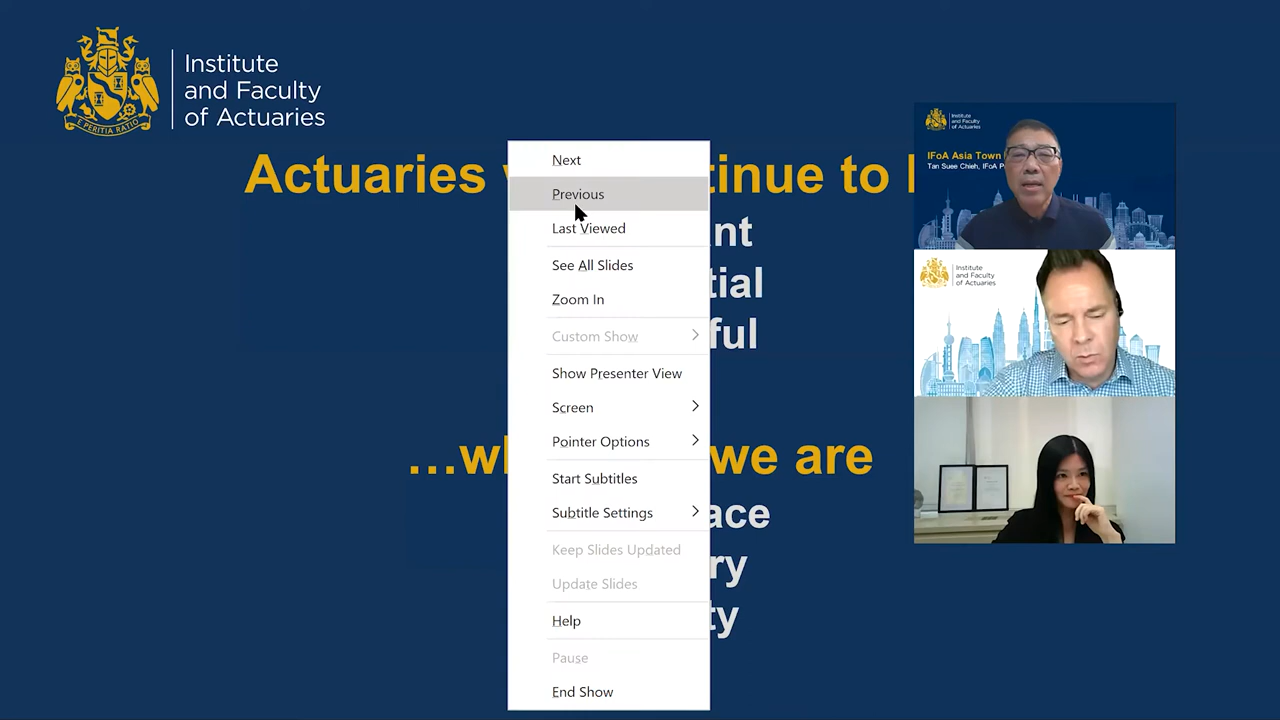 Institute
and Faculty
of Actuaries
E PERITIA RATIO
Actuaries
tinue to
nt
tial
ful
we are
ace
ry
ty
Next
Previous
Last Viewed
See All Slides
Zoom In
Custom Show
Show Presenter View
Screen
Pointer Options
Start Subtitles
Subtitle Settings
Keep Slides Updated
Update Slides
Help
Pause
End Show
Institute
and Faculty
of Actuaries
IFoA Asia Town
Tan Suee Chieh, IFoA P
Institute
and Faculty
of Actuaries